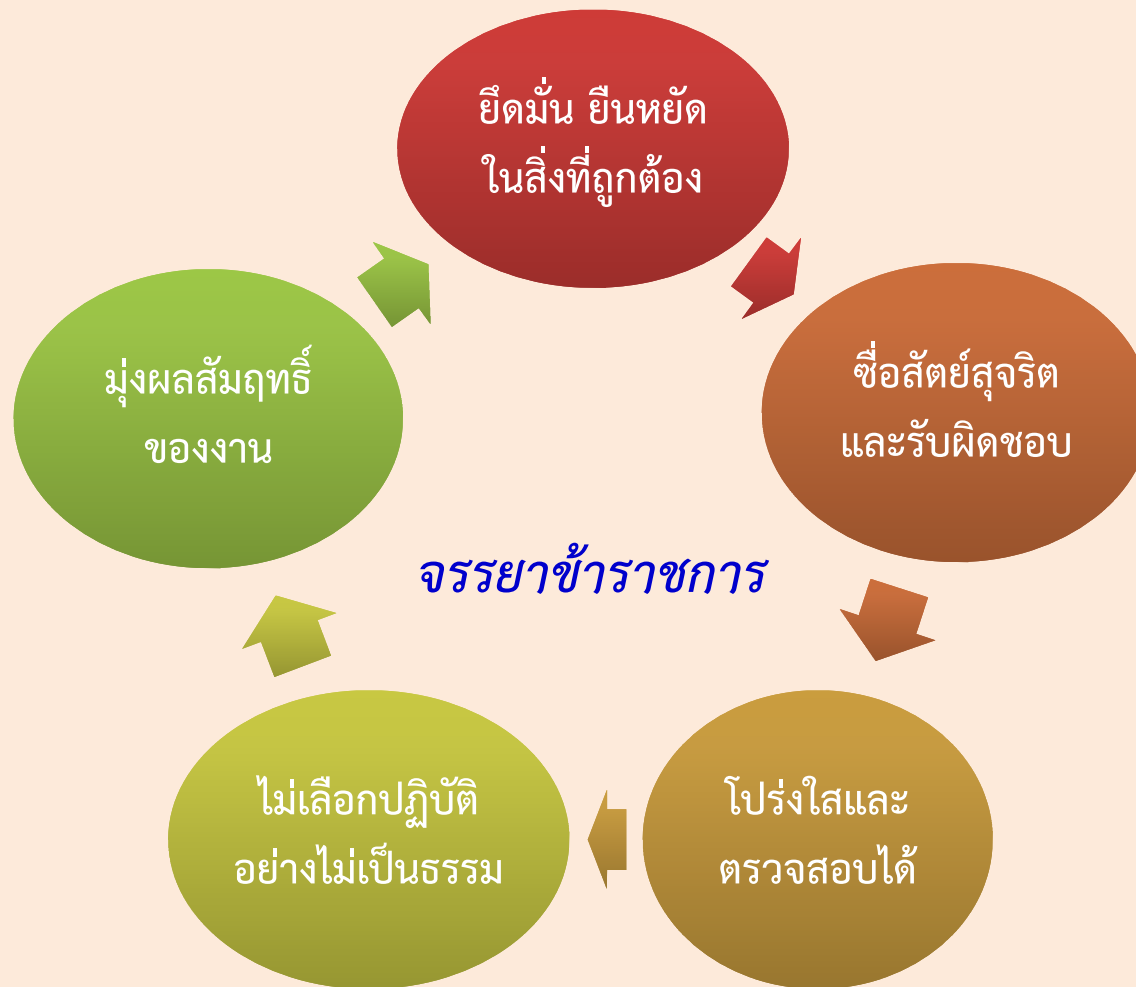 ยึดมั่น ยืนหยัด
ในสิ่งที่ถูกต้อง
ซื่อสัตย์สุจริต
และรับผิดชอบ
โปร่งใสและ
ตรวจสอบได้
ไม่เลือกปฏิบัติ
อย่างไม่เป็นธรรม
มุ่งผลสัมฤทธิ์
ของงาน
จรรยาข้าราชการ